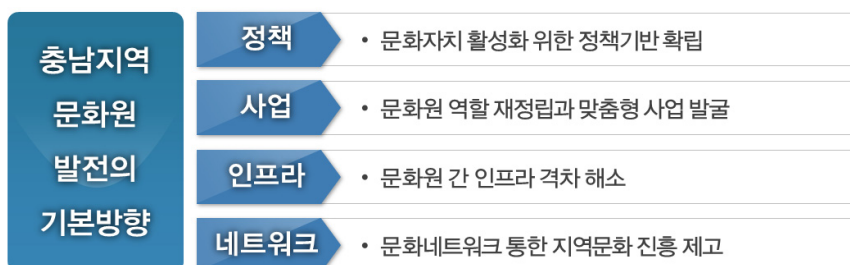 충남지역
문화원
발전의
기본방향
정책
• 문화자치 활성화 위한 정책기반 확립
사업
• 문화원 역할 재정립과 맞춤형 사업 발굴
인프라
• 문화원 간 인프라 격차 해소
네트워크
• 문화네트워크 통한 지역문화 진흥 제고